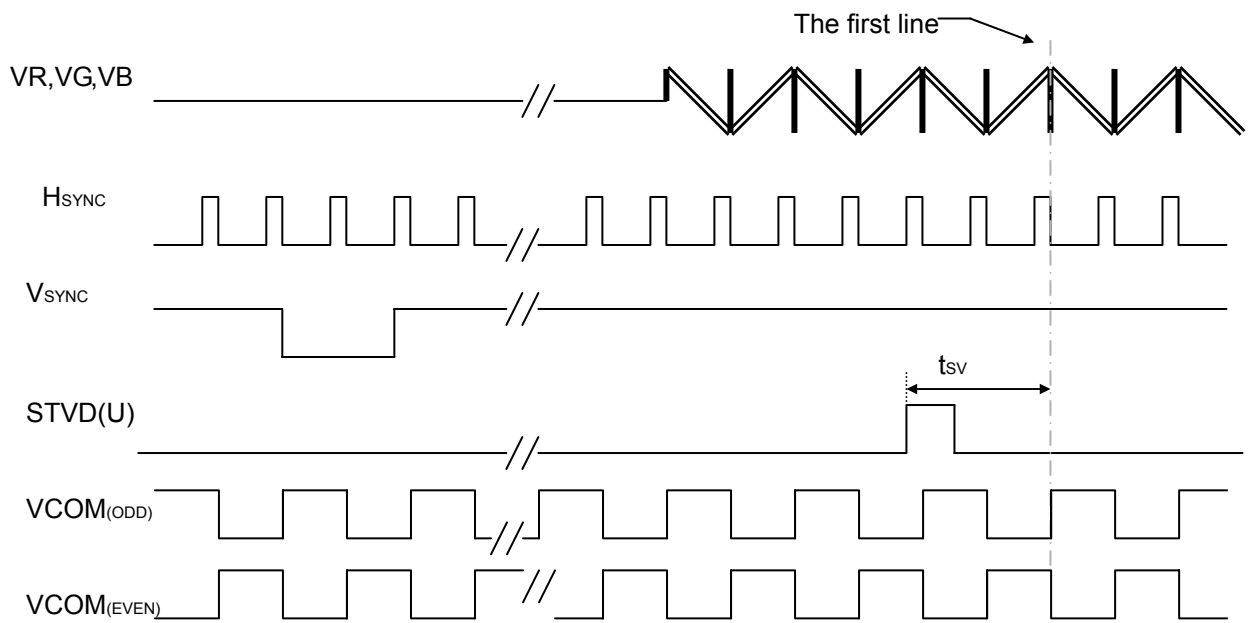 The first line
VR,VG,VB
HSYNC
VSYNC
tSV
STVD(U)
VCOM(ODD)
VCOM(EVEN)